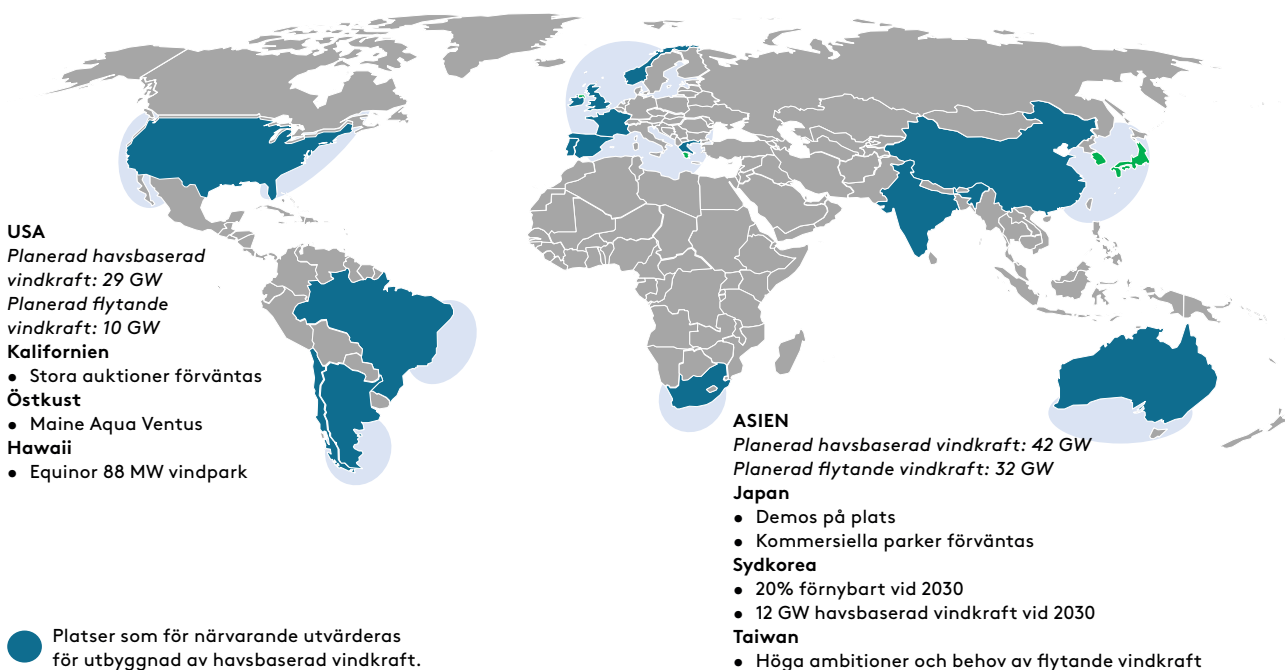 USA
Planerad havsbaserad
vindkraft: 29 GW
Planerad flytande
vindkraft: 10 GW
Kalifornien
• Stora auktioner förväntas
Östkust
• Maine Aqua Ventus
Hawaii
• Equinor 88 MW vindpark
Platser som för närvarande utvärderas
för utbyggnad av havsbaserad vindkraft.
ASIEN
Planerad havsbaserad vindkraft: 42 GW
Planerad flytande vindkraft: 32 GW
Japan
• Demos på plats
• Kommersiella parker förväntas
Sydkorea
• 20% förnybart vid 2030
• 12 GW havsbaserad vindkraft vid 2030
Taiwan
• Höga ambitioner och behov av flytande vindkraft